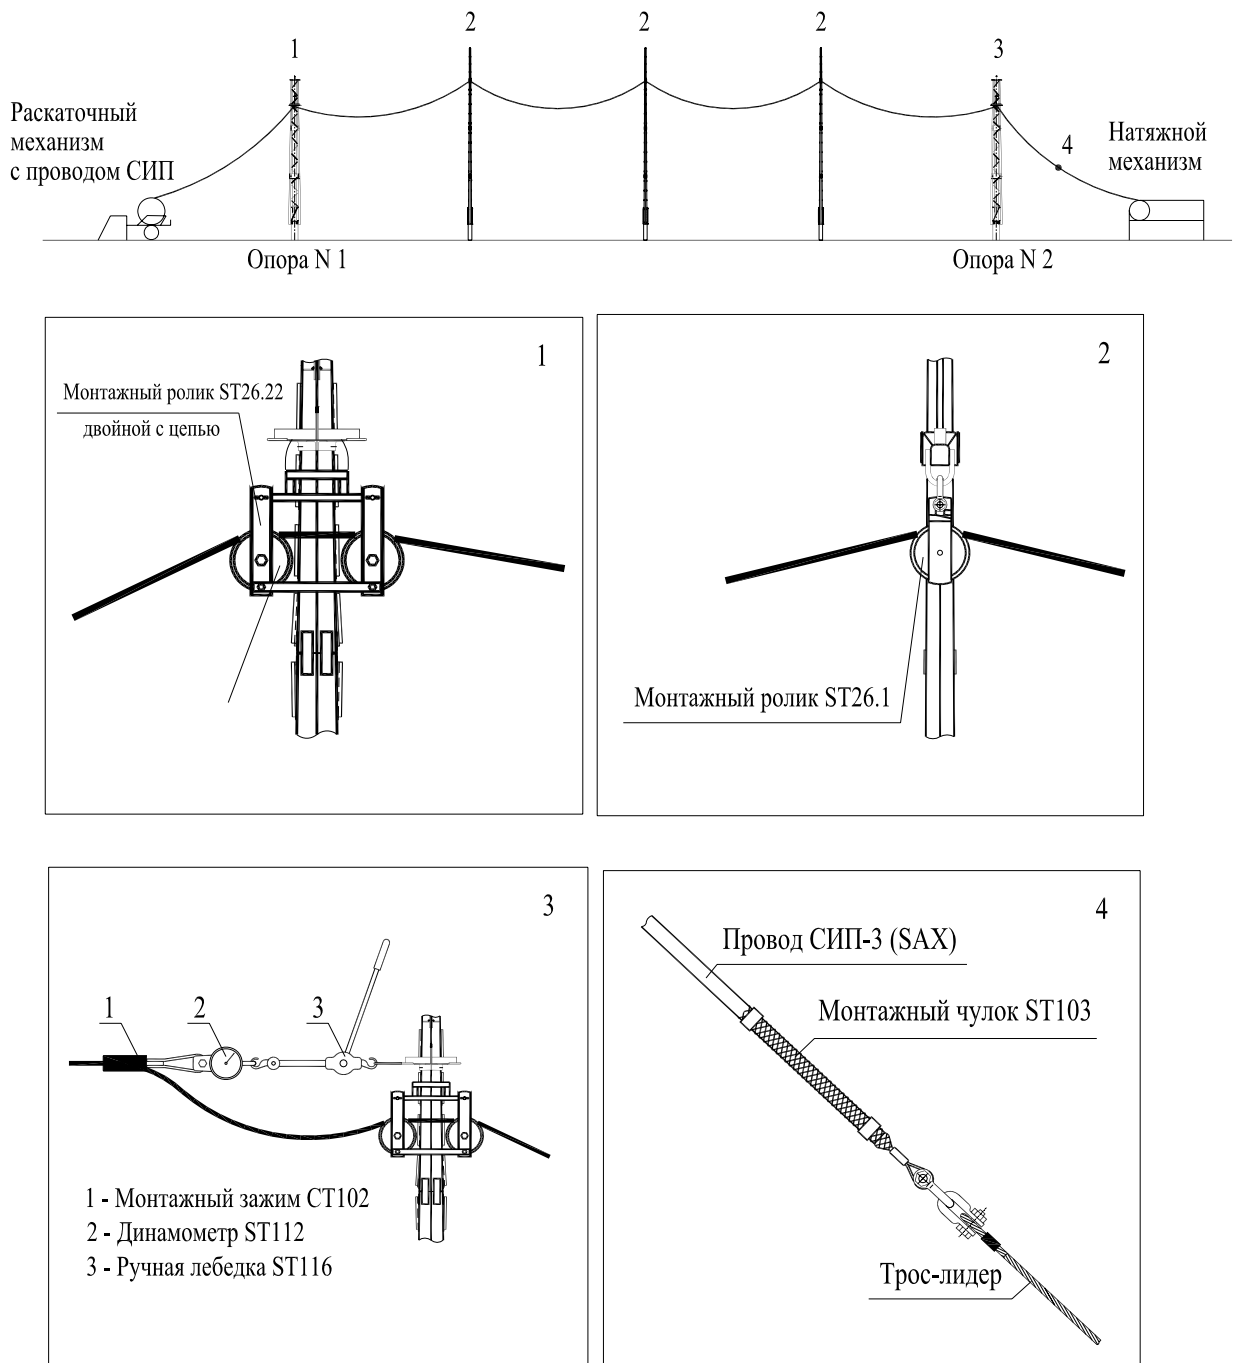 1
2
2
2
3
Раскаточный
механизм
с проводом СИП
4
Натяжной
механизм
Опора N 1
Опора N 2
1
Монтажный ролик ST26.22
двойной с цепью
2
Монтажный ролик ST26.1
3
1
2
3
1 - Монтажный зажим СТ102
2 - Динамометр ST112
3 - Ручная лебедка ST116
4
Провод СИП-3 (SAX)
Монтажный чулок ST103
Трос-лидер